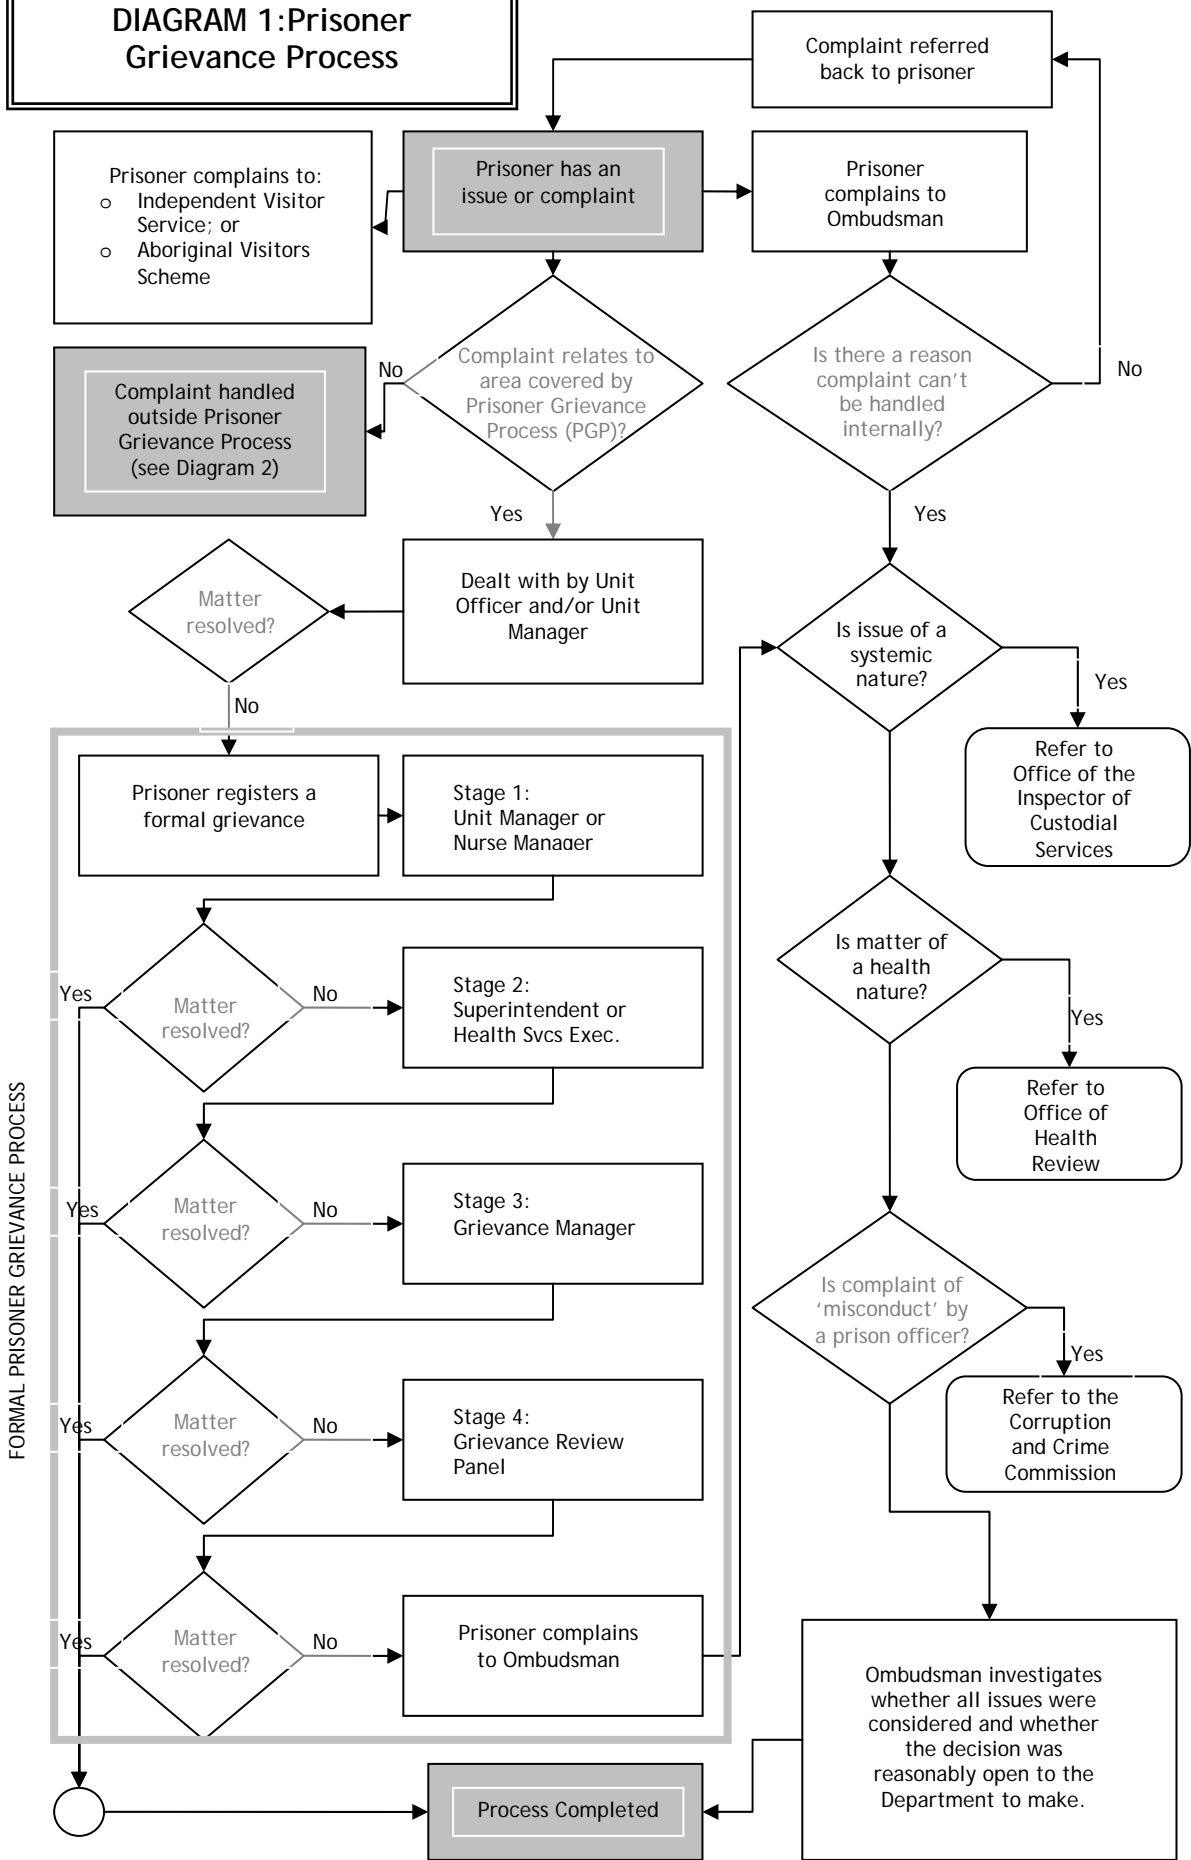 DIAGRAM 1:Prisoner
Grievance Process
Complaint referred
back to prisoner
Prisoner complains to:
o Independent Visitor
Service; or
o Aboriginal Visitors
Scheme
Prisoner has an
issue or complaint
Prisoner
complains to
Ombudsman
Complaint handled
outside Prisoner
Grievance Process
(see Diagram 2)
No
Complaint relates to
area covered by
Prisoner Grievance
Process (PGP)?
Is there a reason
complaint can't
be handled
internally?
No
Yes
Yes
Matter
resolved?
Dealt with by Unit
Officer and/or Unit
Manager
Is issue of a
systemic
nature?
Yes
No
Refer to
Office of the
Inspector of
Custodial
Services
FORMAL PRISONER GRIEVANCE PROCESS
Prisoner registers a
formal grievance
Stage 1:
Unit Manager or
Nurse Manager
Is matter of
a health
nature?
Yes
Refer to
Office of
Health
Review
Yes
Matter
resolved?
No
Stage 2:
Superintendent or
Health Svcs Exec.
Yes
Matter
resolved?
No
Stage 3:
Grievance Manager
Is complaint of
‘misconduct’ by
a prison officer?
Yes
Refer to the
Corruption
and Crime
Commission
Yes
Matter
resolved?
No
Stage 4:
Grievance Review
Panel
Yes
Matter
resolved?
No
Prisoner complains
to Ombudsman
Ombudsman investigates
whether all issues were
considered and whether
the decision was
reasonably open to the
Department to make.
Process Completed